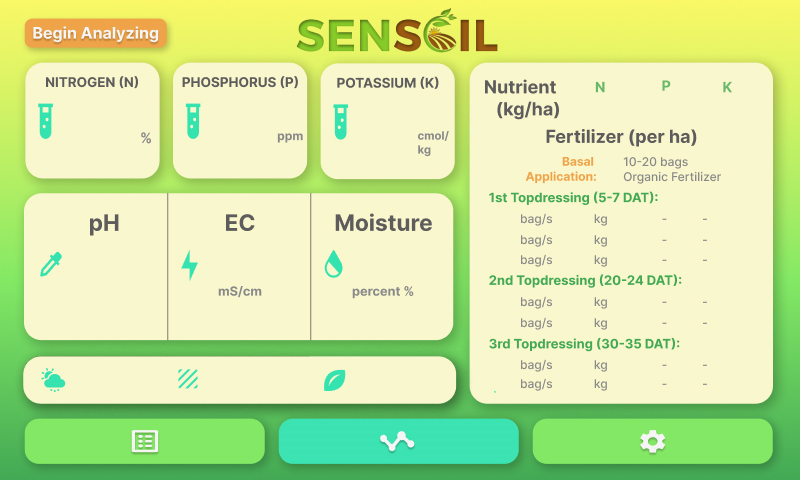 Begin Analyzing
SENSOIL
NITROGEN (N)
%
PHOSPHORUS (P)
ppm
POTASSIUM (K)
cmol/
kg
pH
EC
mS/cm
Moisture
percent %
Nutrient N P K
(kg/ha)
Fertilizer (per ha)
Basal 10-20 bags
Application: Organic Fertilizer
1st Topdressing (5-7 DAT):
bag/s kg - -
bag/s kg - -
bag/s kg - -
2nd Topdressing (20-24 DAT):
bag/s kg - -
bag/s kg - -
3rd Topdressing (30-35 DAT):
bag/s kg - -
bag/s kg - -